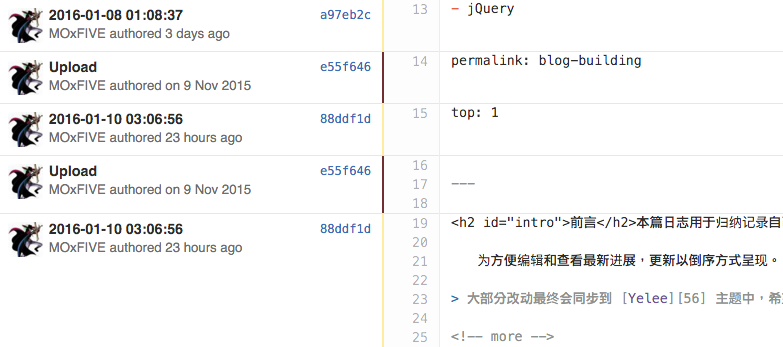 2016-01-08 01:08:37 a97eb2c 13 - jQuery
MOxFIVE authored 3 days ago
Upload e55f646 14 permalink: blog-building
MOxFIVE authored on 9 Nov 2015
2016-01-10 03:06:56 88ddf1d 15 top: 1
MOxFIVE authored 23 hours ago
16
Upload e55f646
17 ---
MOxFIVE authored on 9 Nov 2015
18
2016-01-10 03:06:56 88ddf1d 19 <h2 id="intro">前言</h2>本篇日志用于归纳记录自
MOxFIVE authored 23 hours ago 20
21 为方便编辑和查看最新进展，更新以倒序方式呈现。
22
23 > 大部分改动最终会同步到 [Yelee][56] 主题中，希
24
25 <!-- more -->